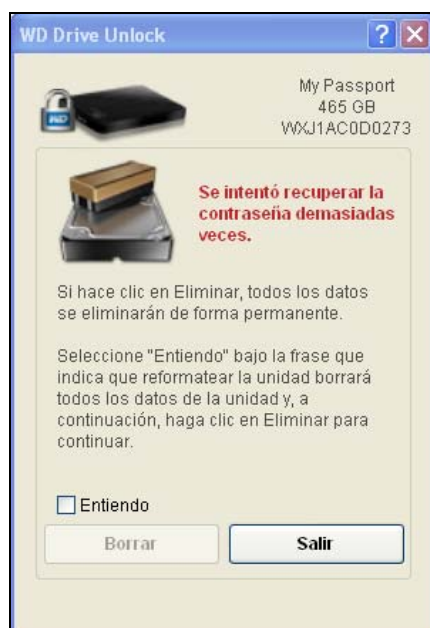 WD Drive Unlock
?
X
WD
My Passport
465 GB
WXJ1AC0D0273
Se intentó recuperar la
contraseña demasiadas
veces.
Si hace clic en Eliminar, todos los datos
se eliminarán de forma permanente.
Seleccione "Entiendo" bajo la frase que
indica que reformatear la unidad borrará
todos los datos de la unidad y, a
continuación, haga clic en Eliminar para
continuar.
Entiendo
Borrar
Salir